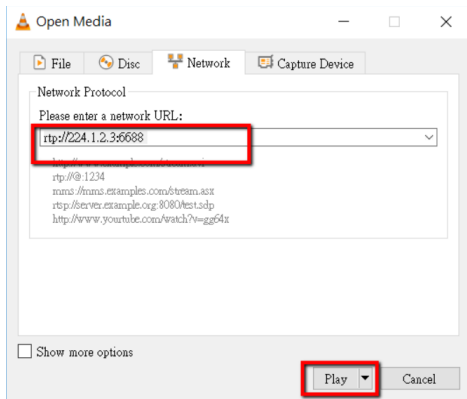 Open Media
File Disc Network Capture Device
Network Protocol
Please enter a network URL:
rtp://224.1.2.3:6688
rtp://@:1234
mms://mms.examples.com/stream.asx
rtsp://server.example.org:8080/test.sdp
http://www.yourtube.com/watch?v=gg64x
Show more options
Play Cancel